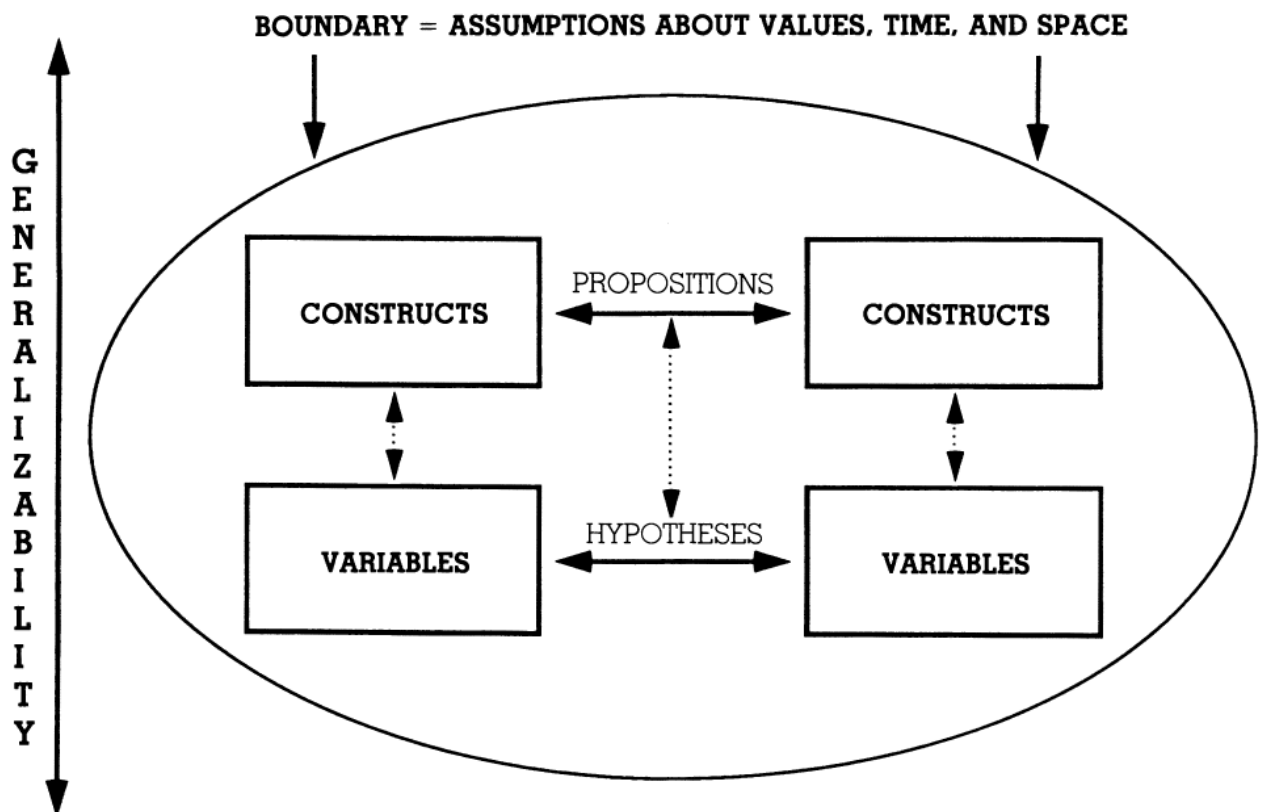 BOUNDARY = ASSUMPTIONS ABOUT VALUES, TIME, AND SPACE
GENERALIZABILITY
PROPOSITIONS
CONSTRUCTS
CONSTRUCTS
HYPOTHESES
VARIABLES
VARIABLES